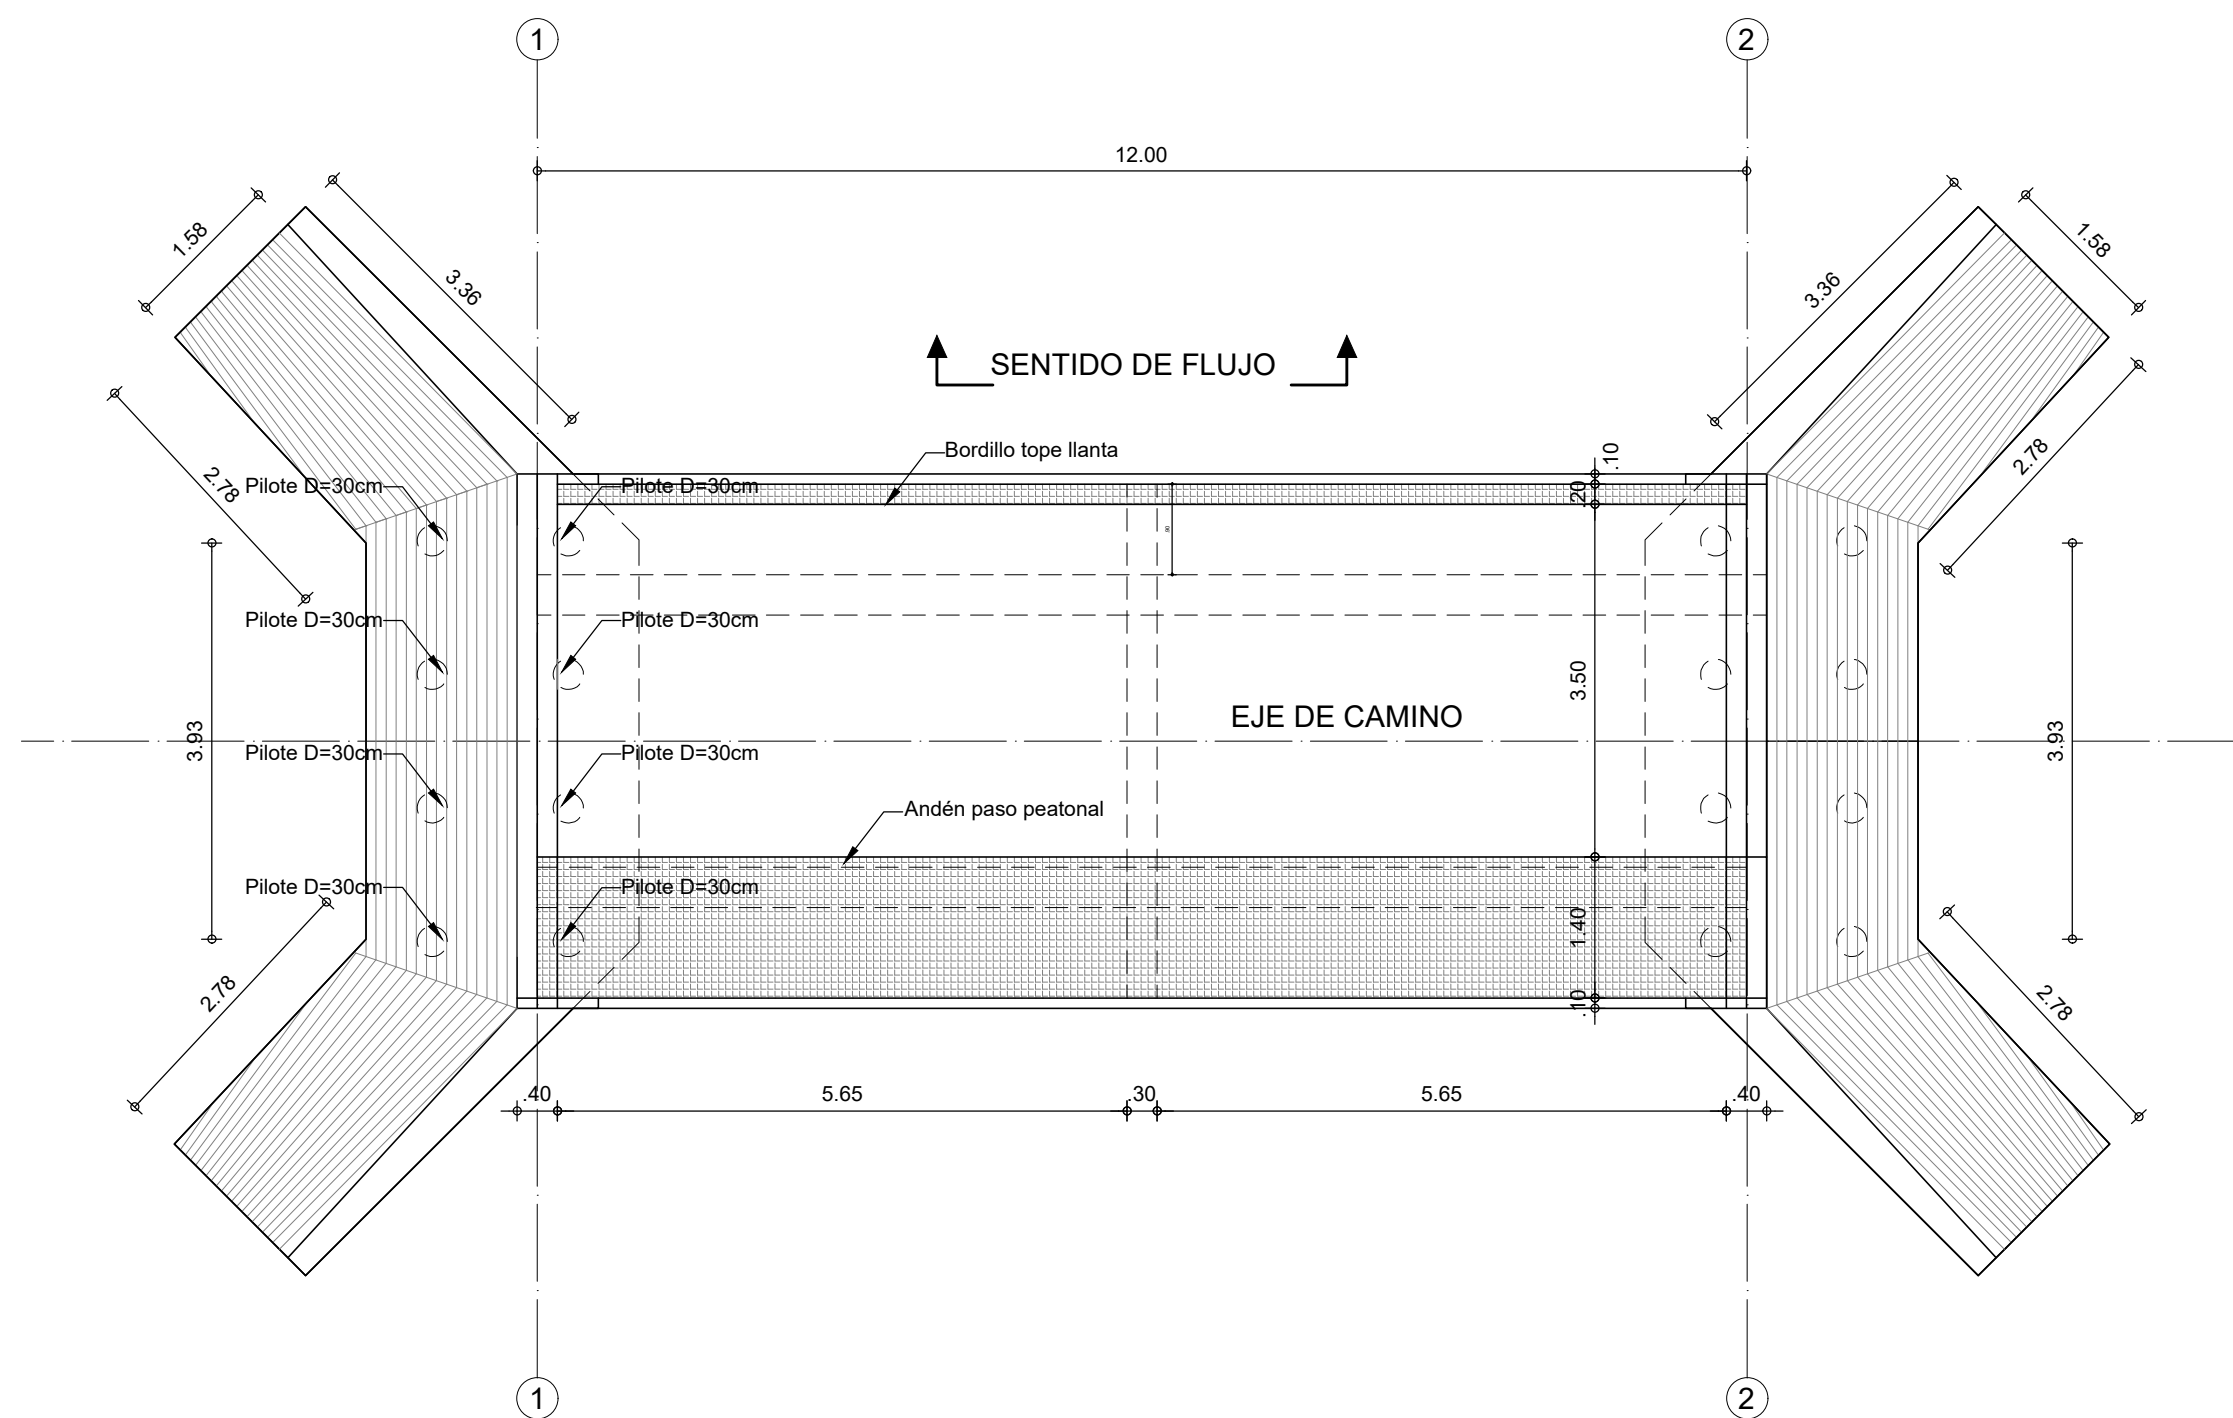 1
2
12.00
1.58
3.36
3.36
1.58
SENTIDO DE FLUJO
Bordillo tope llanta
.10
2.78
Pilote D=30cm
Pilote D=30cm
.20
2.78
Pilote D=30cm
Pilote D=30cm
3.50
EJE DE CAMINO
3.93
Pilote D=30cm
Pilote D=30cm
3.93
Andén paso peatonal
Pilote D=30cm
Pilote D=30cm
1.40
2.78
.10
2.78
.40
5.65
.30
5.65
.40
1
2